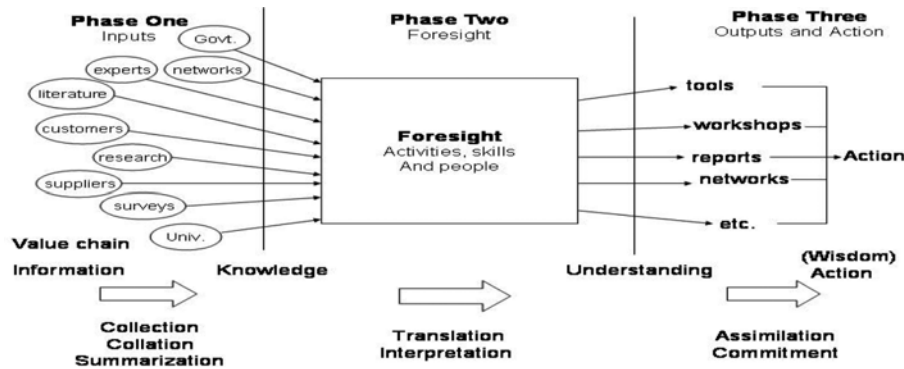 Phase One
Inputs
Phase Two
Foresight
Phase Three
Outputs and Action
Govt.
experts
networks
literature
customers
research
suppliers
surveys
Univ.
Foresight
Activities, skills
And people
tools
workshops
reports
networks
etc.
Action
Value chain
Information
Knowledge
Understanding
(Wisdom)
Action
Collection
Collation
Summarization
Translation
Interpretation
Assimilation
Commitment